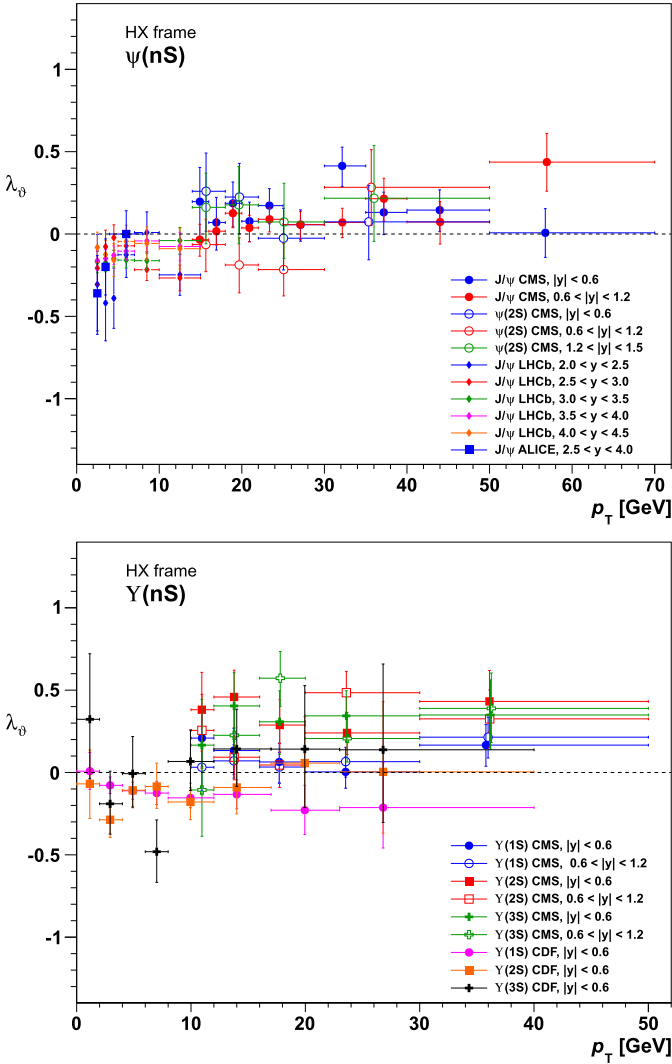 HX frame
ψ(nS)
1
0.5
0
-0.5
-1
λϑ
J/ψ CMS, |y| < 0.6
J/ψ CMS, 0.6 < |y| < 1.2
ψ(2S) CMS, |y| < 0.6
ψ(2S) CMS, 0.6 < |y| < 1.2
ψ(2S) CMS, 1.2 < |y| < 1.5
J/ψ LHCb, 2.0 < y < 2.5
J/ψ LHCb, 2.5 < y < 3.0
J/ψ LHCb, 3.0 < y < 3.5
J/ψ LHCb, 3.5 < y < 4.0
J/ψ LHCb, 4.0 < y < 4.5
J/ψ ALICE, 2.5 < y < 4.0
0 10 20 30 40 50 60 70
pT [GeV]
HX frame
Υ(nS)
1
0.5
0
-0.5
-1
λϑ
Υ(1S) CMS, |y| < 0.6
Υ(1S) CMS, 0.6 < |y| < 1.2
Υ(2S) CMS, |y| < 0.6
Υ(2S) CMS, 0.6 < |y| < 1.2
Υ(3S) CMS, |y| < 0.6
Υ(3S) CMS, 0.6 < |y| < 1.2
Υ(1S) CDF, |y| < 0.6
Υ(2S) CDF, |y| < 0.6
Υ(3S) CDF, |y| < 0.6
0 10 20 30 40 50
pT [GeV]